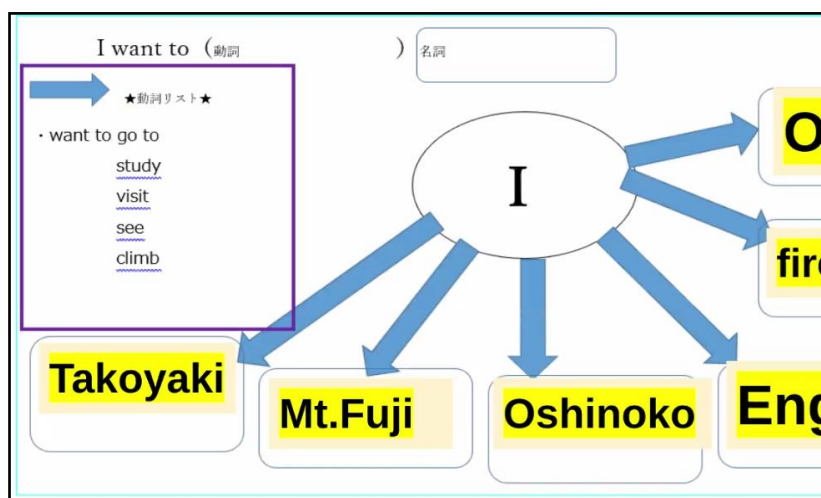 I want to (動詞 ) 名詞
★動詞リスト★
・want to go to
study
visit
see
climb
I
Takoyaki
Mt.Fuji
Oshinoko